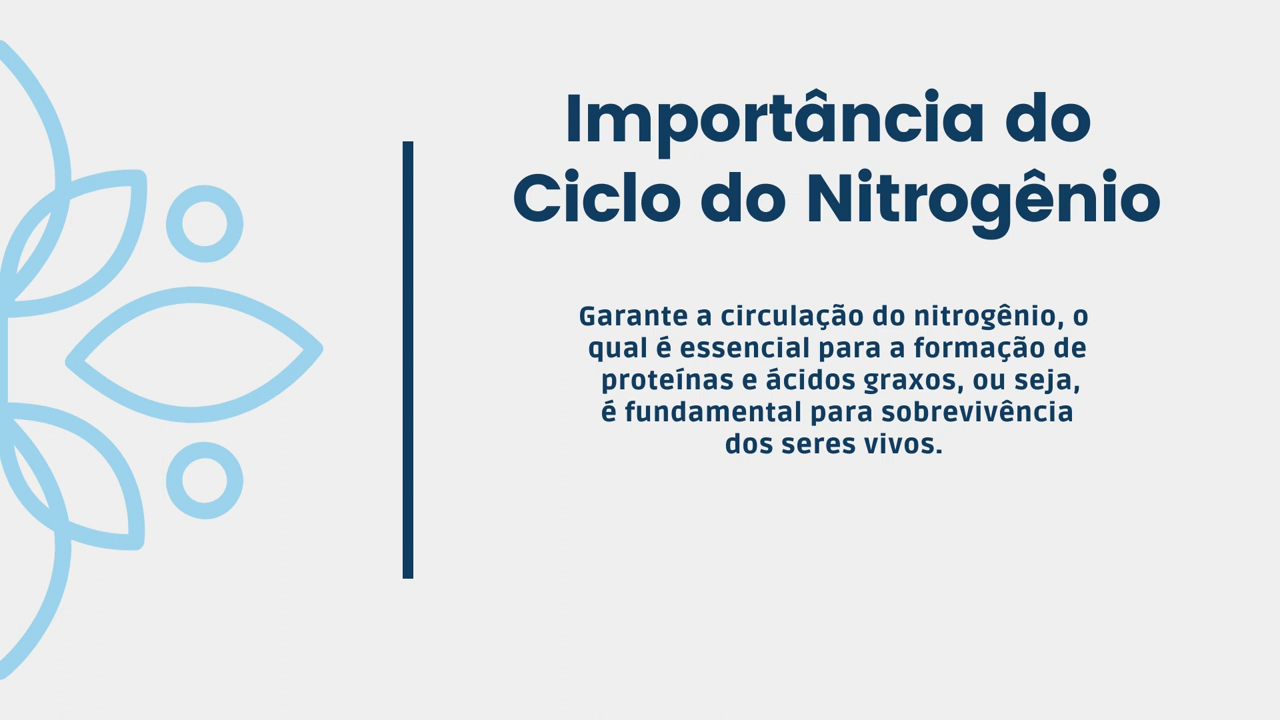 Importância do
Ciclo do Nitrogênio
Garante a circulação do nitrogênio, o
qual é essencial para a formação de
proteínas e ácidos graxos, ou seja,
é fundamental para sobrevivência
dos seres vivos.